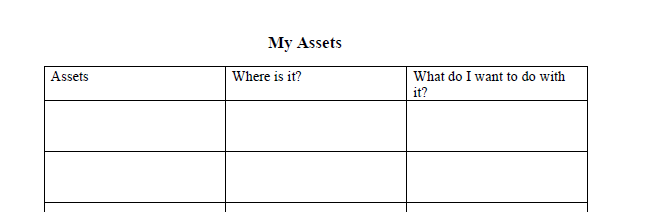 My Assets
Assets
Where is it?
What do I want to do with
it?